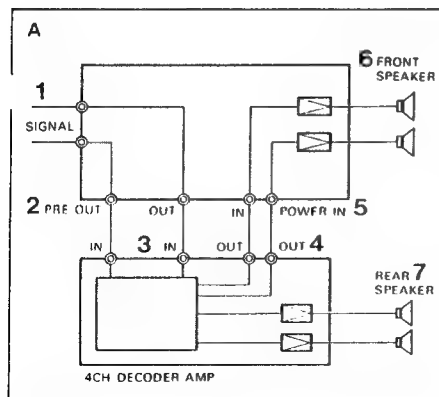 A
1
SIGNAL
6 FRONT
SPEAKER
2 PRE OUT OUT IN POWER IN 5
IN 3 IN OUT OUT 4
REAR 7
SPEAKER
4CH DECODER AMP